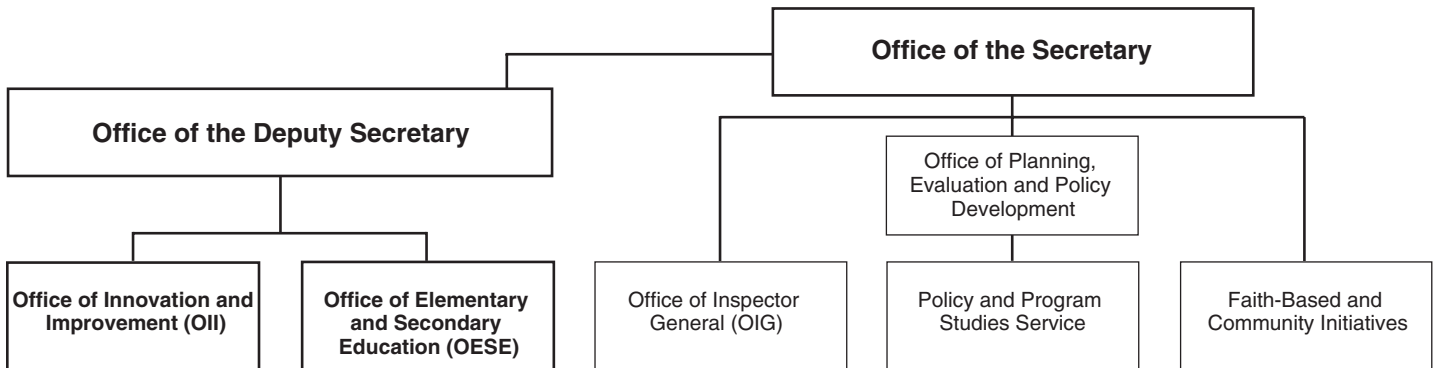 Office of the Secretary
Office of the Deputy Secretary
Office of Planning,
Evaluation and Policy
Development
Office of Innovation and
Improvement (OII)
Office of Elementary
and Secondary
Education (OESE)
Office of Inspector
General (OIG)
Policy and Program
Studies Service
Faith-Based and
Community Initiatives